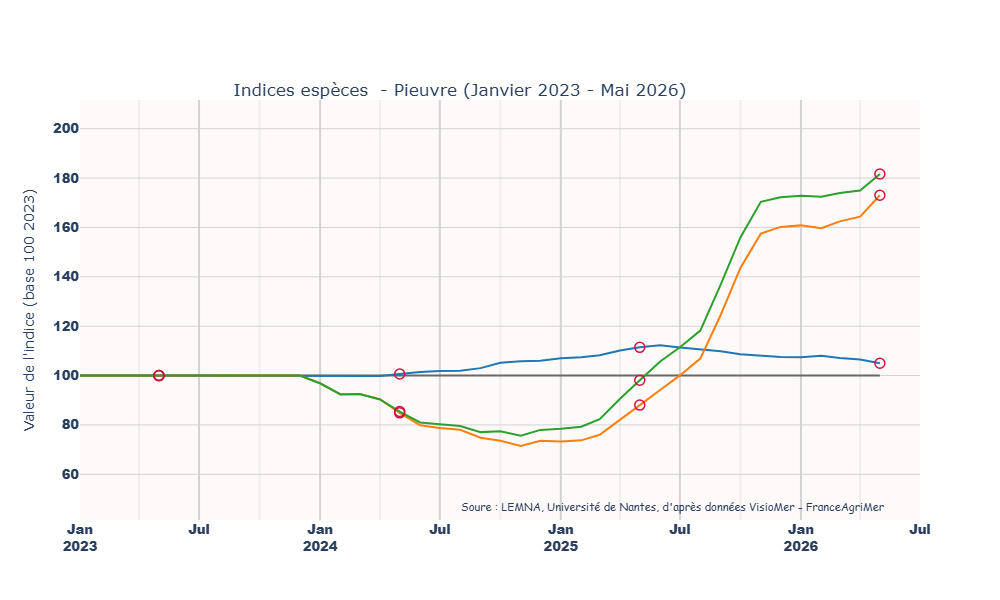 Indices espèces - Pieuvre (Janvier 2023 - Mai 2026)
Valeur de l'indice (base 100 2023)
200
180
160
140
120
100
80
60
Soure : LEMNA, Université de Nantes, d'après données VisioMer - FranceAgriMer
Jan Jul Jan Jul Jan Jul Jan Jul
2023 2024 2025 2026